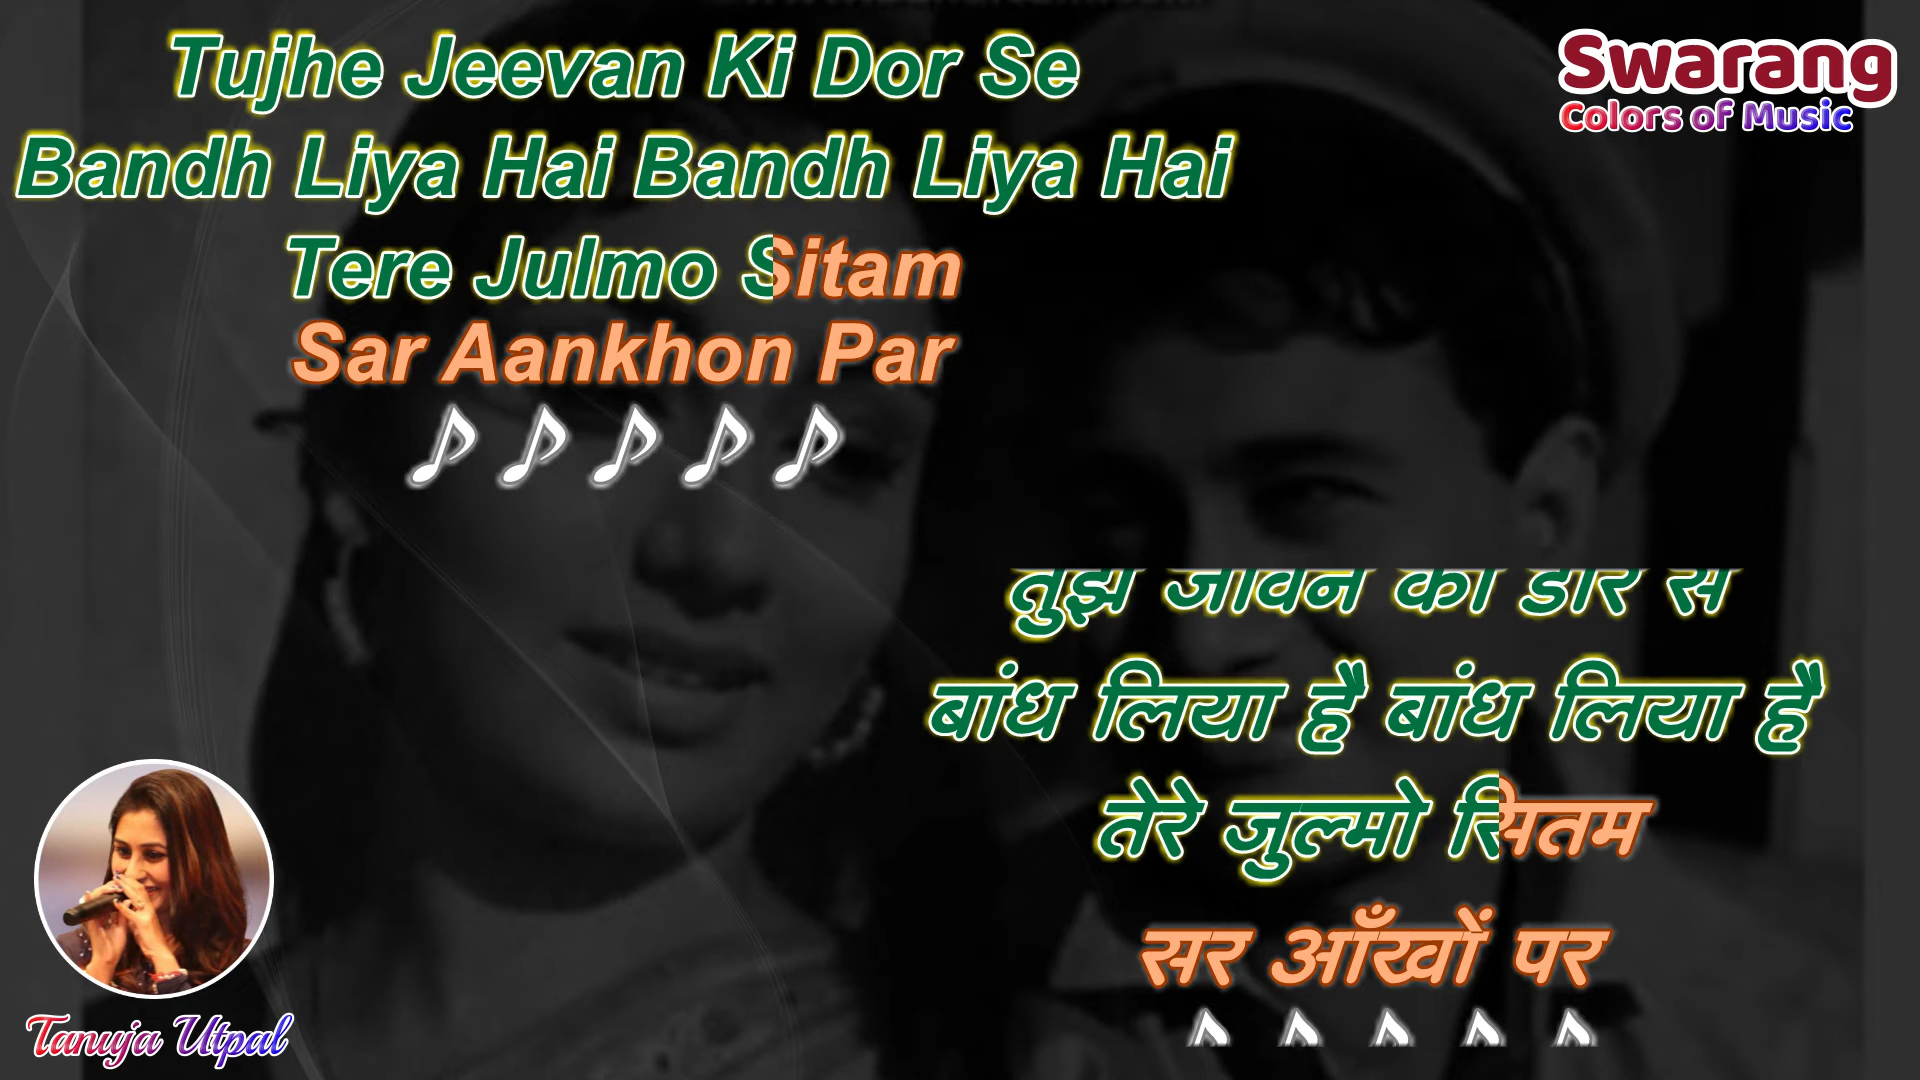 Tujhe Jeevan Ki Dor Se
Bandh Liya Hai Bandh Liya Hai
Tere Julmo Sitam
Sar Aankhon Par
Swarang
Colors of Music
तुझे जीवन की डोर से
बांध लिया है बांध लिया है
तेरे जुल्मो सितम
सर आँखों पर
Tanuja Utpal